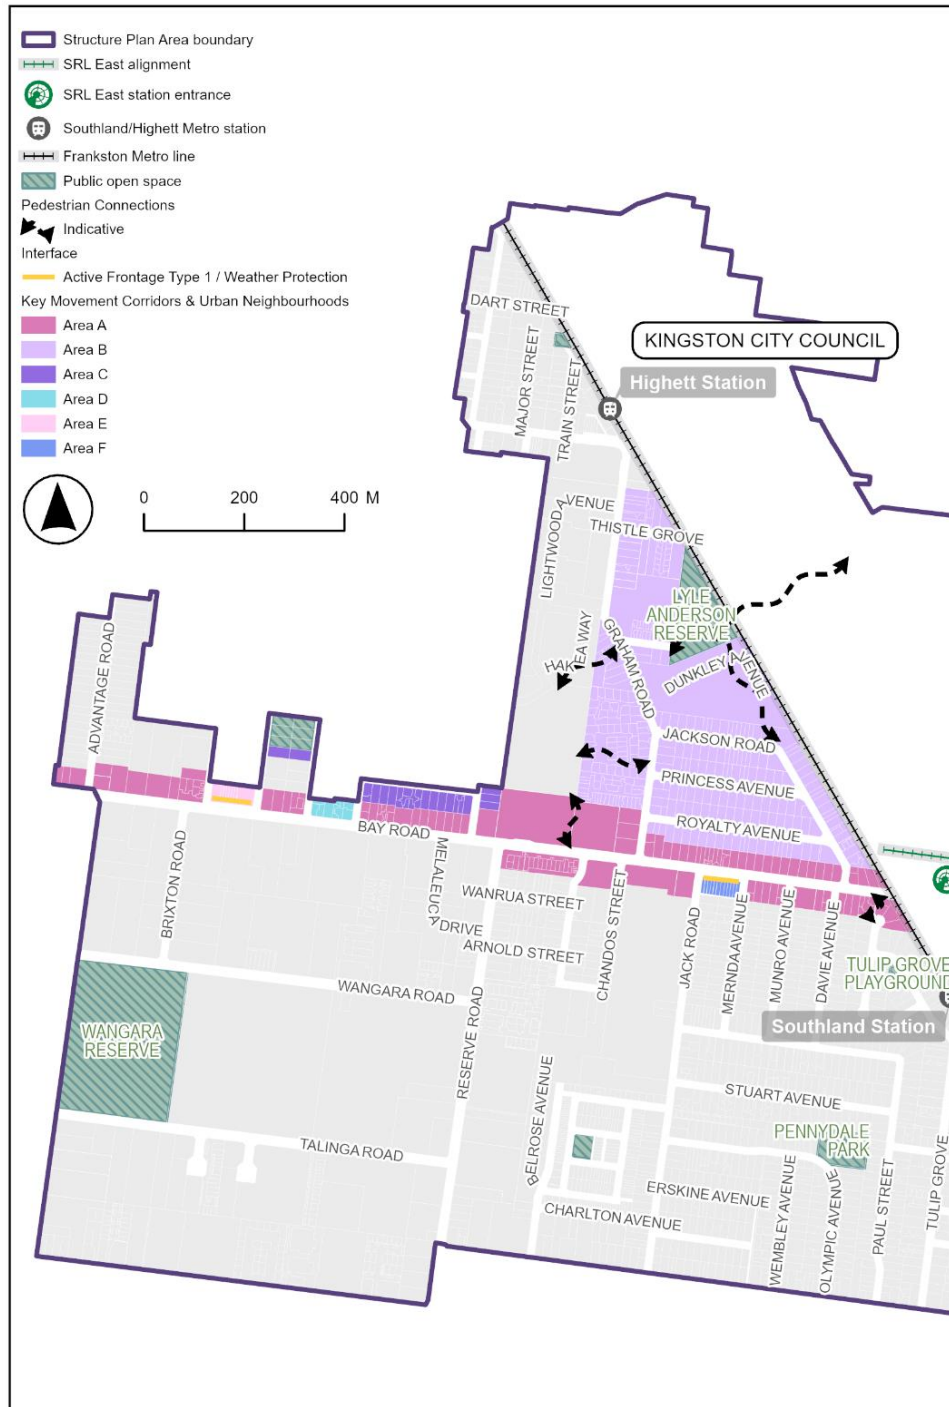 Structure Plan Area boundary
SRL East alignment
SRL East station entrance
Southland/Highett Metro station
Frankston Metro line
Public open space
Pedestrian Connections
Indicative
Interface
Active Frontage Type 1 / Weather Protection
Key Movement Corridors & Urban Neighbourhoods
Area A
Area B
Area C
Area D
Area E
Area F
0 200 400 M
DART STREET
KINGSTON CITY COUNCIL
Highett Station
MAJOR STREET
TRAIN STREET
LIGHTWOOD A
VENUE
THISTLE GROVE
LYLE
ANDERSON
RESERVE
HAK
EA WAY
GRAHAM ROAD
DUNKLEY A
VENUE
ADVANTAGE ROAD
JACKSON ROAD
PRINCESS AVENUE
ROYALTY AVENUE
BAY ROAD
BRIXTON ROAD
MELALEUCA
DRIVE
WANRUA STREET
ARNOLD STREET
CHANDOS STREET
JACK ROAD
MERNDA AVENUE
MUNRO AVENUE
DAVIE AVENUE
TULIP GROVE
PLAYGROUND
Southland Station
WANGARA ROAD
WANGARA
RESERVE
RESERVE ROAD
STUART AVENUE
PENNYDALE
PARK
TALINGA ROAD
BELROSE AVENUE
ERSKINE AVENUE
CHARLTON AVENUE
WEMBLEY AVENUE
OLYMPIC AVENUE
PAUL STREET
TULIP GROVE